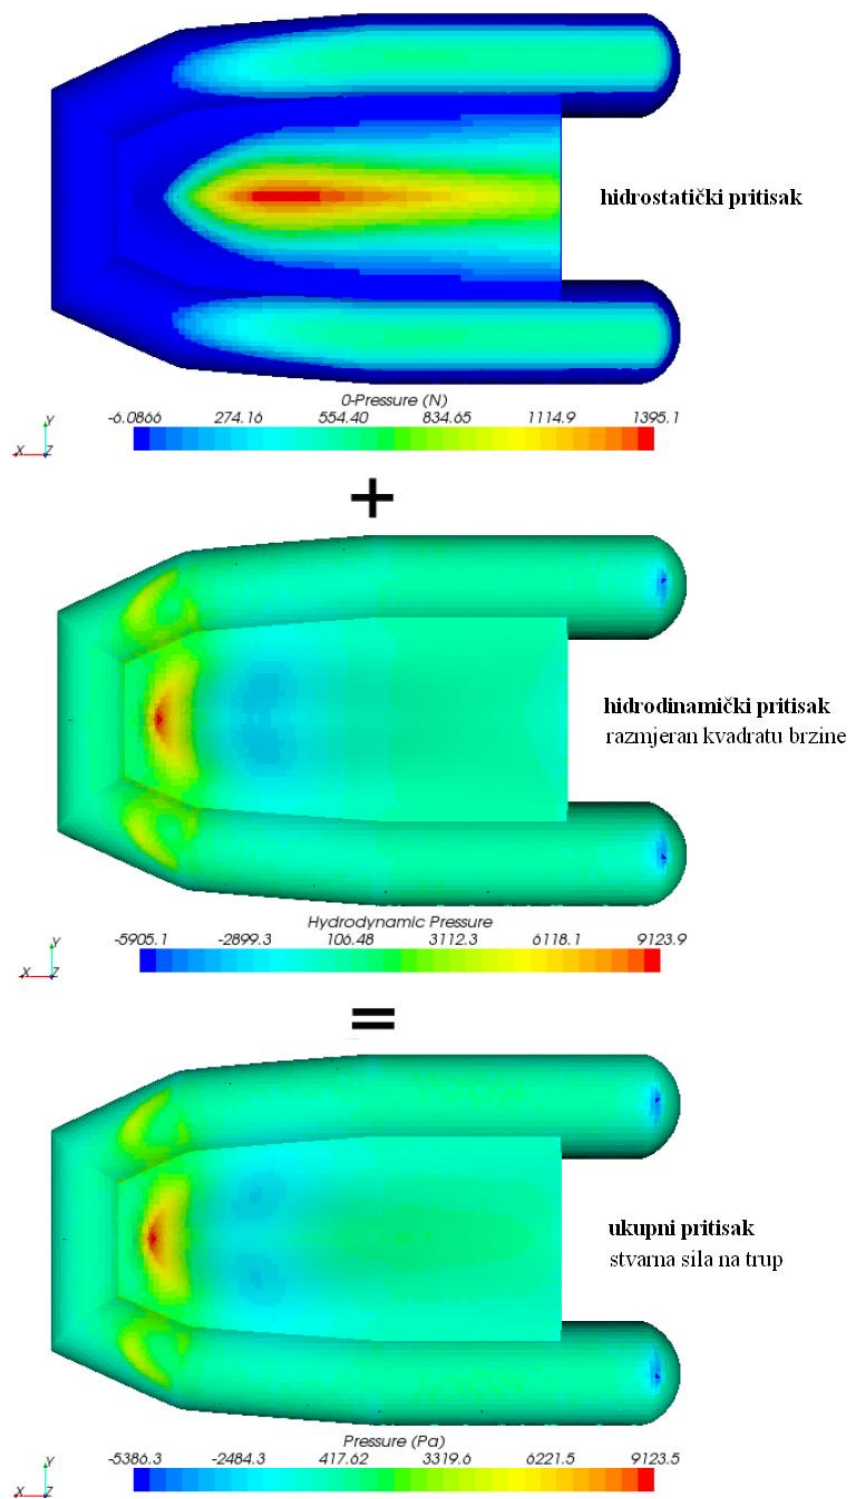 hidrostatički pritisak
0-Pressure (N)
-6.0866 274.16 554.40 834.65 1114.9 1395.1
Y
X Z
+
hidrodinamički pritisak
razmjeran kvadratu brzine
Hydrodynamic Pressure
-5905.1 -2899.3 106.48 3112.3 6118.1 9123.9
Y
X Z
=
ukupni pritisak
stvarna sila na trup
Pressure (Pa)
-5386.3 -2484.3 417.62 3319.6 6221.5 9123.5
Y
X Z